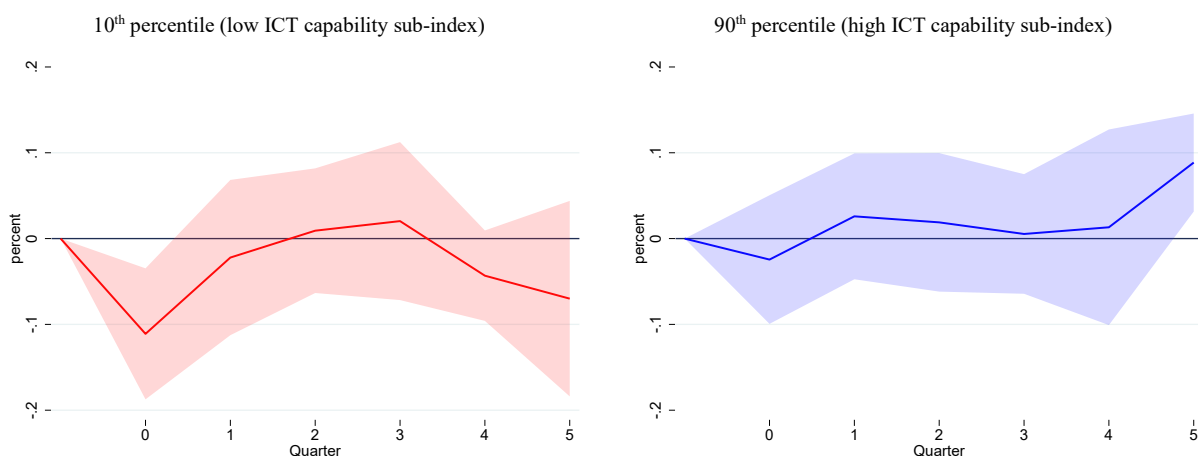 10th percentile (low ICT capability sub-index)
.2
.1
0
-.1
-.2
percent
0 1 2 3 4 5
Quarter
90th percentile (high ICT capability sub-index)
.2
.1
0
-.1
-.2
percent
0 1 2 3 4 5
Quarter